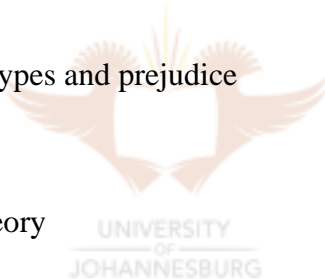 ypes and prejudice
eory
UNIVERSITY
OF
JOHANNESBURG